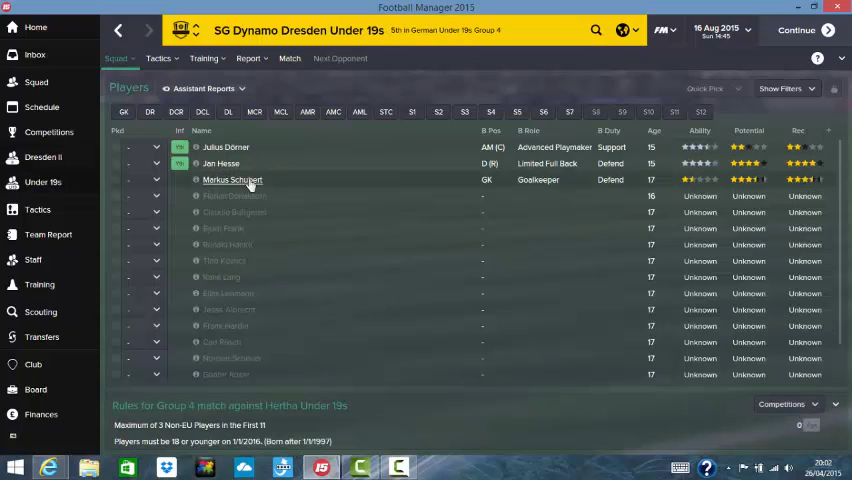 Football Manager 2015
Home
SG Dynamo Dresden Under 19s
5th in German Under 19s Group 4
FM
16 Aug 2015
Sun 14:45
Continue
Inbox
Squad
Tactics
Training
Report
Match
Next Opponent
?
Squad
Players
Assistant Reports
Quick Pick
Show Filters
Schedule
GK DR DCR DCL DL MCR MCL AMR AMC AML STC S1 S2 S3 S4 S5 S6 S7 S8 S9 S10 S11 S12
Competitions
Pkd Inf Name B Pos B Role B Duty Age Ability Potential Rec +
- Yth Julius Dörner AM (C) Advanced Playmaker Support 15
Dresden II
- Yth Jan Hesse D (R) Limited Full Back Defend 15
Under 19s
- Markus Schubert GK Goalkeeper Defend 17
- - 16 Unknown Unknown Unknown
Tactics
- - 17 Unknown Unknown Unknown
- Bjarn Frank - 17 Unknown Unknown Unknown
Team Report
- - 17 Unknown Unknown Unknown
Staff
- - 17 Unknown Unknown Unknown
- Rane Lang - 17 Unknown Unknown Unknown
Training
- - 17 Unknown Unknown Unknown
Scouting
- Jesse Albrecht - 17 Unknown Unknown Unknown
- - 17 Unknown Unknown Unknown
Transfers
- - 17 Unknown Unknown Unknown
- - 17 Unknown Unknown Unknown
Club
- - 17 Unknown Unknown Unknown
Board
Rules for Group 4 match against Hertha Under 19s
Competitions
Finances
Maximum of 3 Non-EU Players in the First 11
0
Players must be 18 or younger on 1/1/2016. (Born after 1/1/1997)
20:02
26/04/2015